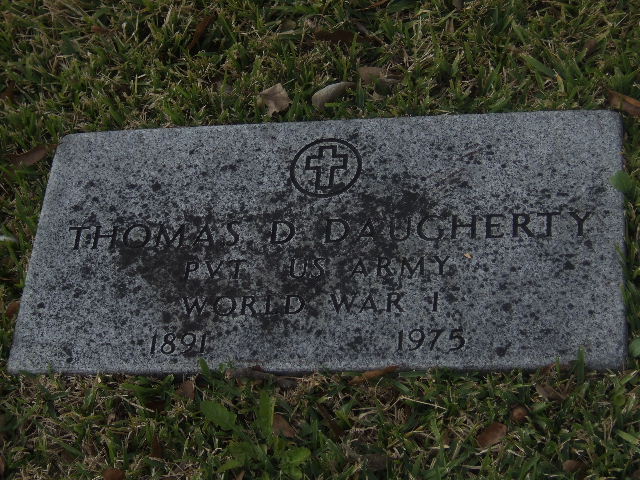 THOMAS D DAUGHERTY
PVT US ARMY
WORLD WAR I
1891 1975